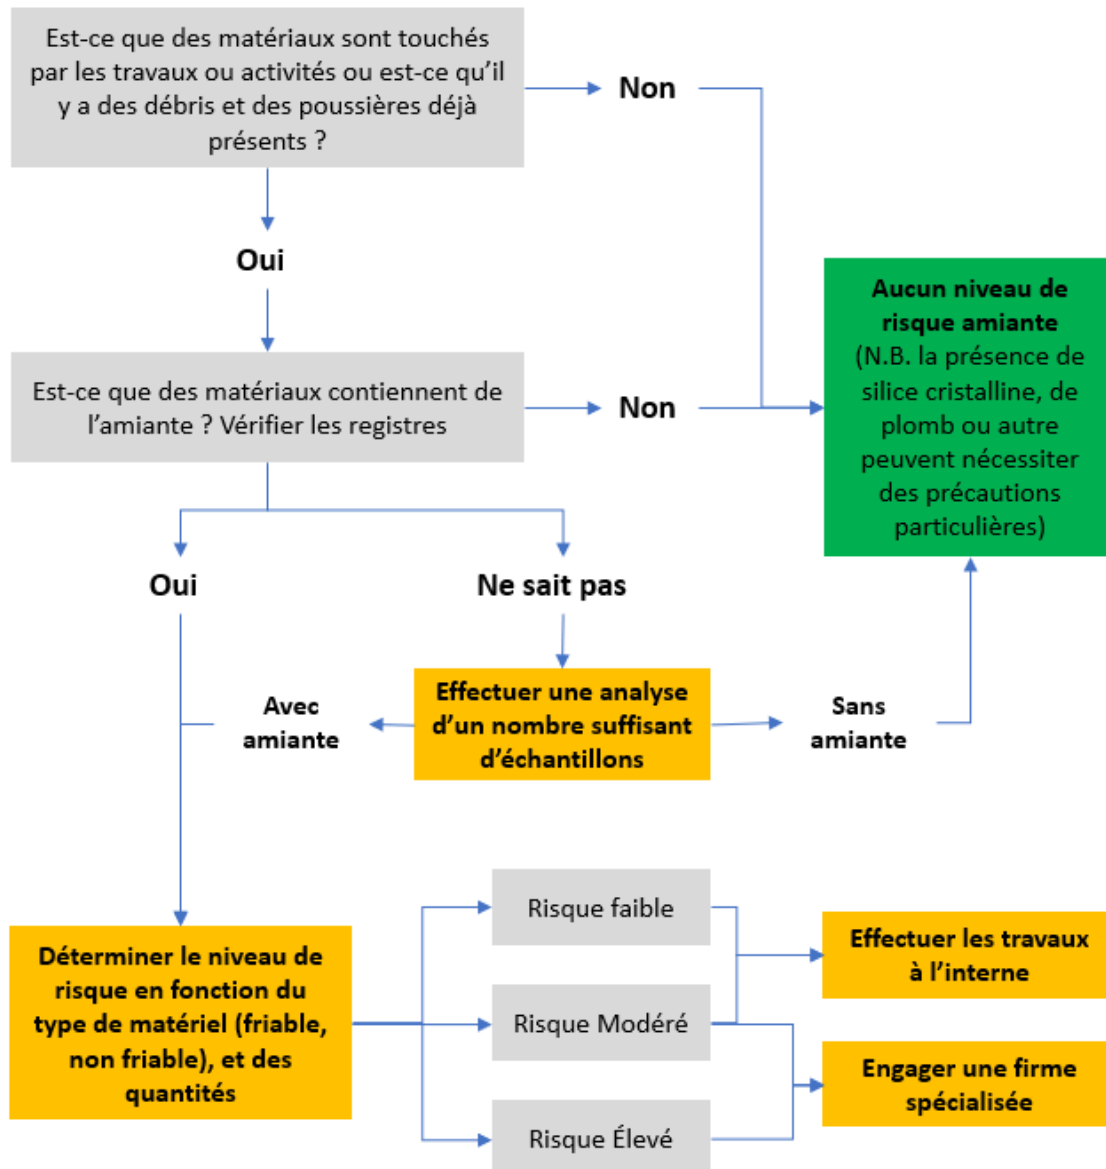 Est-ce que des matériaux sont touchés
par les travaux ou activités ou est-ce qu'il
y a des débris et des poussières déjà
présents ?
Non
Oui
Aucun niveau de
risque amiante
(N.B. la présence de
silice cristalline, de
plomb ou autre
peuvent nécessiter
des précautions
particulières)
Est-ce que des matériaux contiennent de
l'amiante ? Vérifier les registres
Non
Oui
Ne sait pas
Avec
amiante
Effectuer une analyse
d'un nombre suffisant
d'échantillons
Sans
amiante
Déterminer le niveau de
risque en fonction du
type de matériel (friable,
non friable), et des
quantités
Risque faible
Risque Modéré
Risque Élevé
Effectuer les travaux
à l'interne
Engager une firme
spécialisée